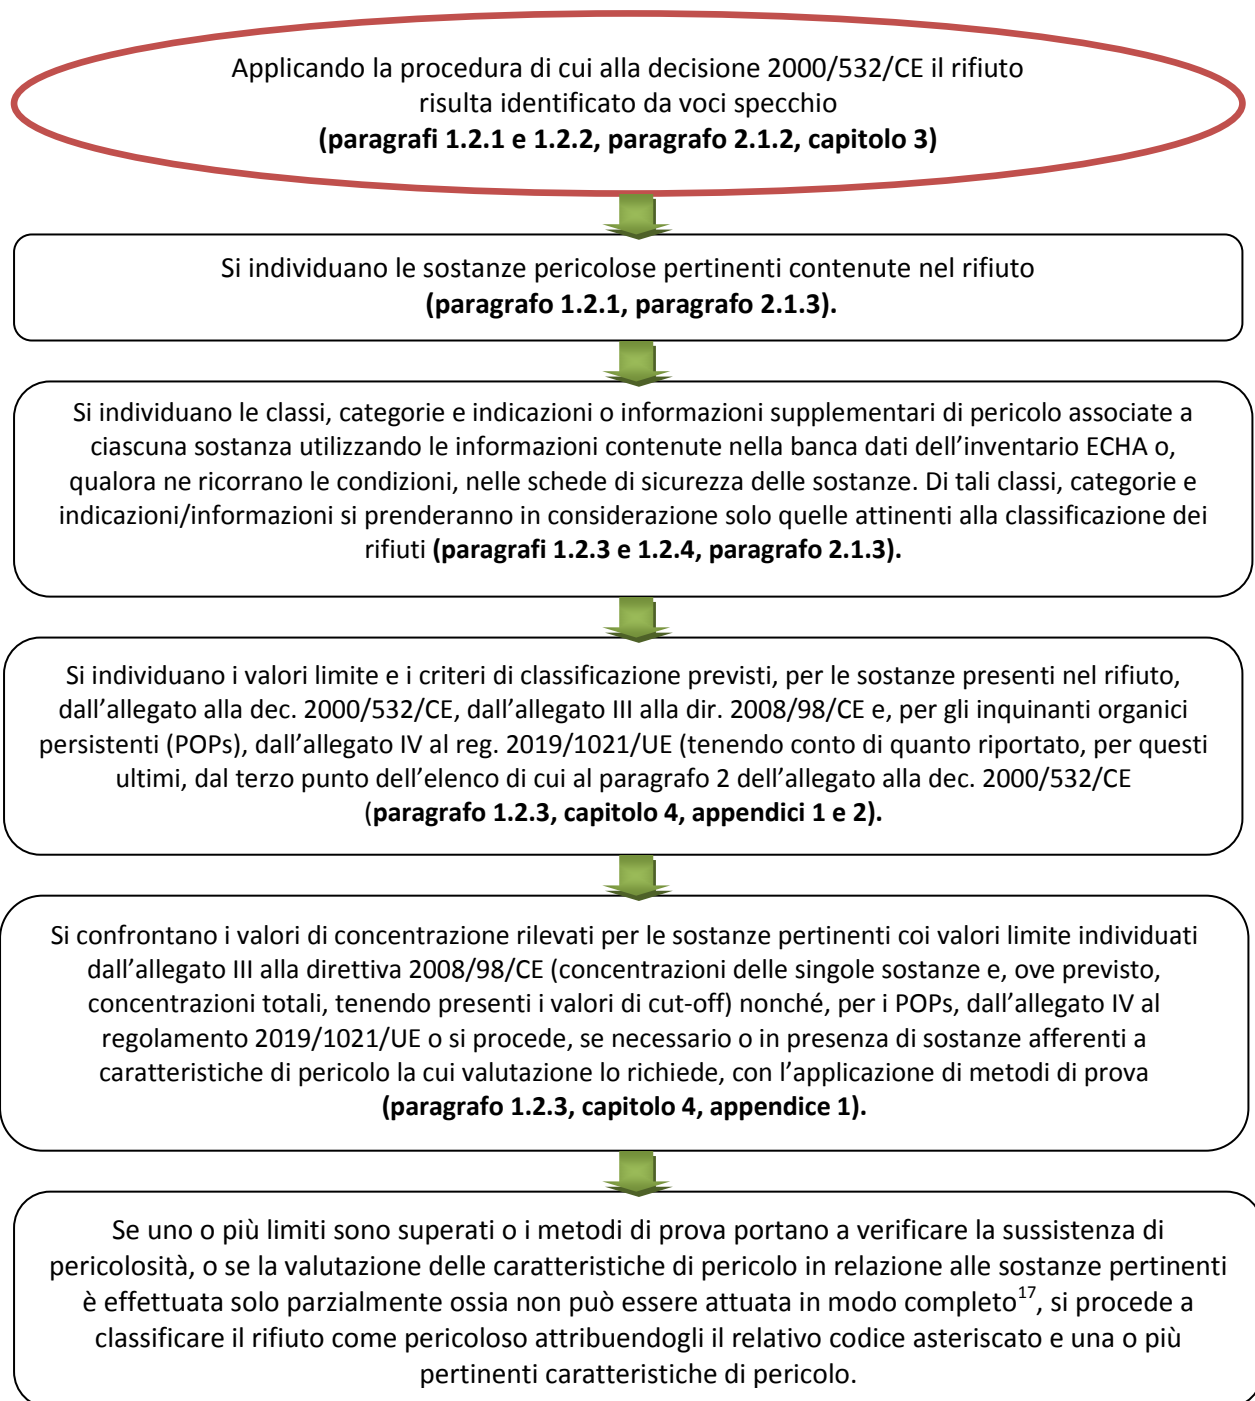 Applicando la procedura di cui alla decisione 2000/532/CE il rifiuto
risulta identificato da voci specchio
(paragrafi 1.2.1 e 1.2.2, paragrafo 2.1.2, capitolo 3)
Si individuano le sostanze pericolose pertinenti contenute nel rifiuto
(paragrafo 1.2.1, paragrafo 2.1.3).
Si individuano le classi, categorie e indicazioni o informazioni supplementari di pericolo associate a
ciascuna sostanza utilizzando le informazioni contenute nella banca dati dell’inventario ECHA o,
qualora ne ricorrano le condizioni, nelle schede di sicurezza delle sostanze. Di tali classi, categorie e
indicazioni/informazioni si prenderanno in considerazione solo quelle attinenti alla classificazione dei
rifiuti (paragrafi 1.2.3 e 1.2.4, paragrafo 2.1.3).
Si individuano i valori limite e i criteri di classificazione previsti, per le sostanze presenti nel rifiuto,
dall’allegato alla dec. 2000/532/CE, dall’allegato III alla dir. 2008/98/CE e, per gli inquinanti organici
persistenti (POPs), dall’allegato IV al reg. 2019/1021/UE (tenendo conto di quanto riportato, per questi
ultimi, dal terzo punto dell’elenco di cui al paragrafo 2 dell’allegato alla dec. 2000/532/CE
(paragrafo 1.2.3, capitolo 4, appendici 1 e 2).
Si confrontano i valori di concentrazione rilevati per le sostanze pertinenti coi valori limite individuati
dall’allegato III alla direttiva 2008/98/CE (concentrazioni delle singole sostanze e, ove previsto,
concentrazioni totali, tenendo presenti i valori di cut-off) nonché, per i POPs, dall’allegato IV al
regolamento 2019/1021/UE o si procede, se necessario o in presenza di sostanze afferenti a
caratteristiche di pericolo la cui valutazione lo richiede, con l’applicazione di metodi di prova
(paragrafo 1.2.3, capitolo 4, appendice 1).
Se uno o più limiti sono superati o i metodi di prova portano a verificare la sussistenza di
pericolosità, o se la valutazione delle caratteristiche di pericolo in relazione alle sostanze pertinenti
è effettuata solo parzialmente ossia non può essere attuata in modo completo17, si procede a
classificare il rifiuto come pericoloso attribuendogli il relativo codice asteriscato e una o più
pertinenti caratteristiche di pericolo.